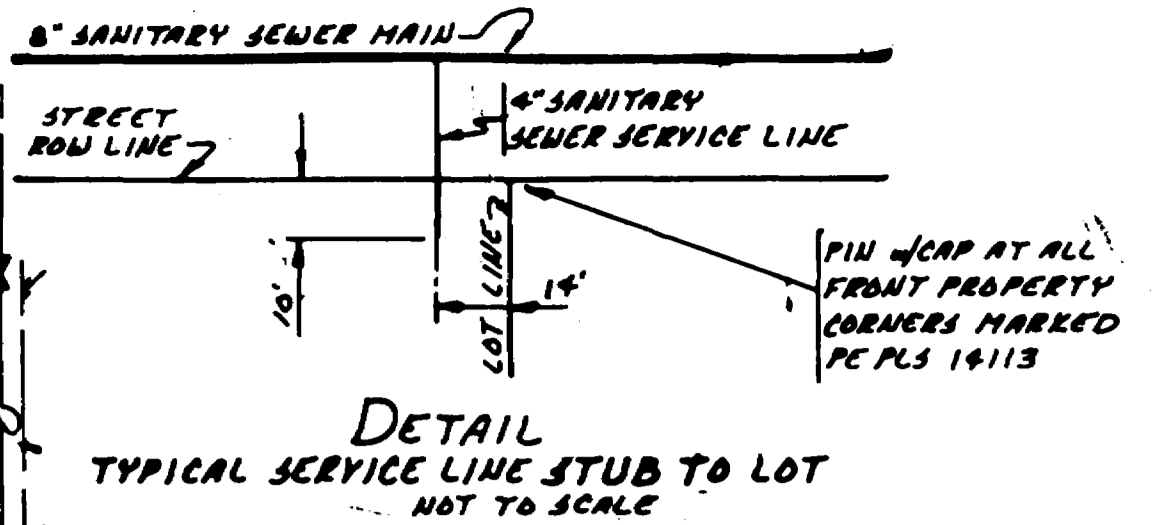 8" SANITARY SEWER MAIN
STREET
ROW LINE
4" SANITARY
SEWER SERVICE LINE
10'
LOT LINE
14'
PIN w/CAP AT ALL
FRONT PROPERTY
CORNERS MARKED
PE PLS 14113
DETAIL
TYPICAL SERVICE LINE STUB TO LOT
NOT TO SCALE